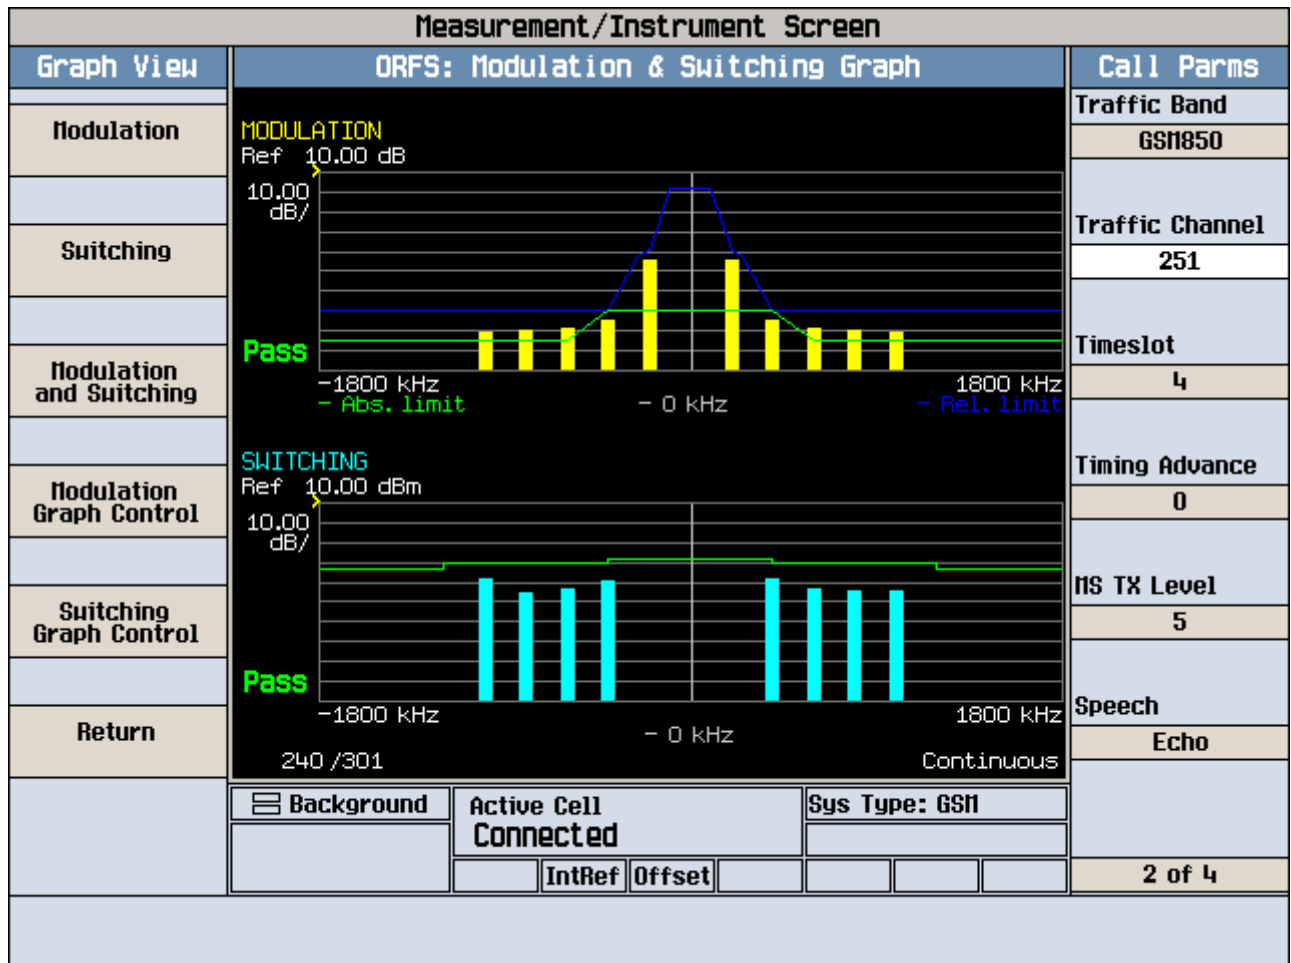 Measurement/Instrument Screen
Graph View
ORFS: Modulation & Switching Graph
Call Parms
Modulation
Switching
Modulation
and Switching
Modulation
Graph Control
Switching
Graph Control
Return
MODULATION
Ref 10.00 dB
10.00
dB/
Pass
-1800 kHz
1800 kHz
- Abs. limit
- 0 kHz
- Rel. limit
SWITCHING
Ref 10.00 dBm
10.00
dB/
Pass
-1800 kHz
1800 kHz
- 0 kHz
240 /301
Continuous
Traffic Band
GSM850
Traffic Channel
251
Timeslot
4
Timing Advance
0
MS TX Level
5
Speech
Echo
2 of 4
Background
Active Cell
Connected
Sys Type: GSM
IntRef
Offset